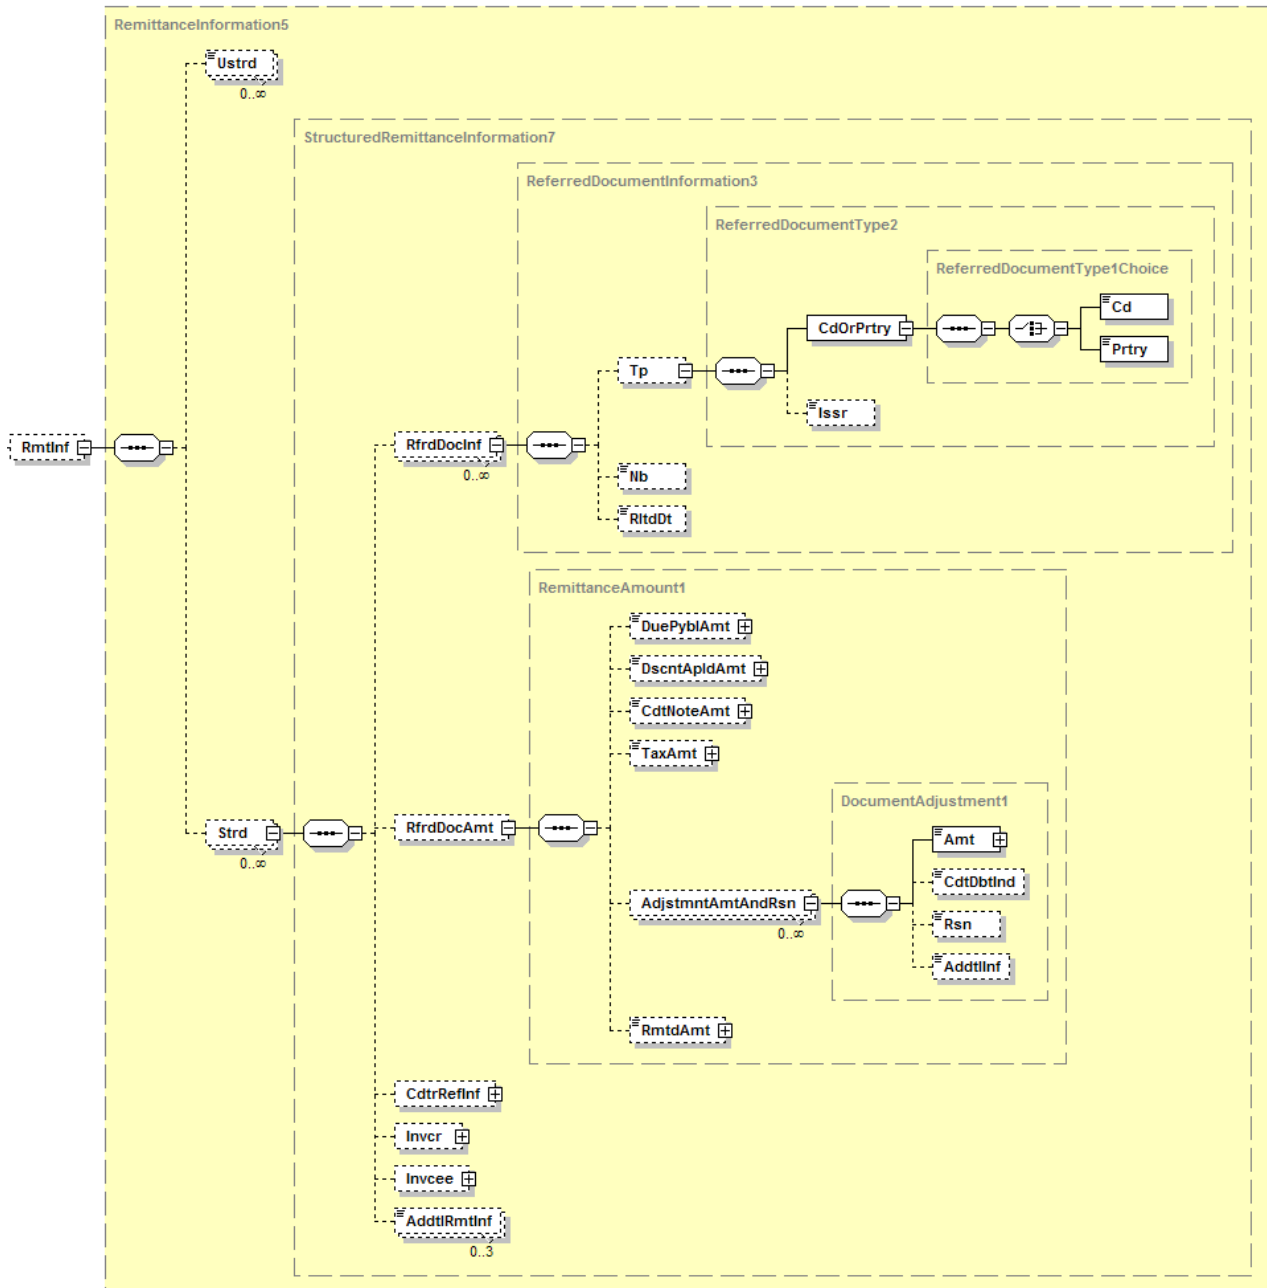 RemittanceInformation5
Ustrd
0..∞
StructuredRemittanceInformation7
ReferredDocumentInformation3
ReferredDocumentType2
ReferredDocumentType1Choice
Cd
CdOrPrtry
Prtry
Tp
Issr
RmtInf
RfrdDocInf
0..∞
Nb
RltdDt
RemittanceAmount1
DuePyblAmt
DscntApldAmt
CdtNoteAmt
TaxAmt
DocumentAdjustment1
Strd
0..∞
RfrdDocAmt
Amt
CdtDbtInd
AdjstmntAmtAndRsn
0..∞
Rsn
AddtlInf
RmtdAmt
CdtrRefInf
Invcr
Invcee
AddtlRmtInf
0..3